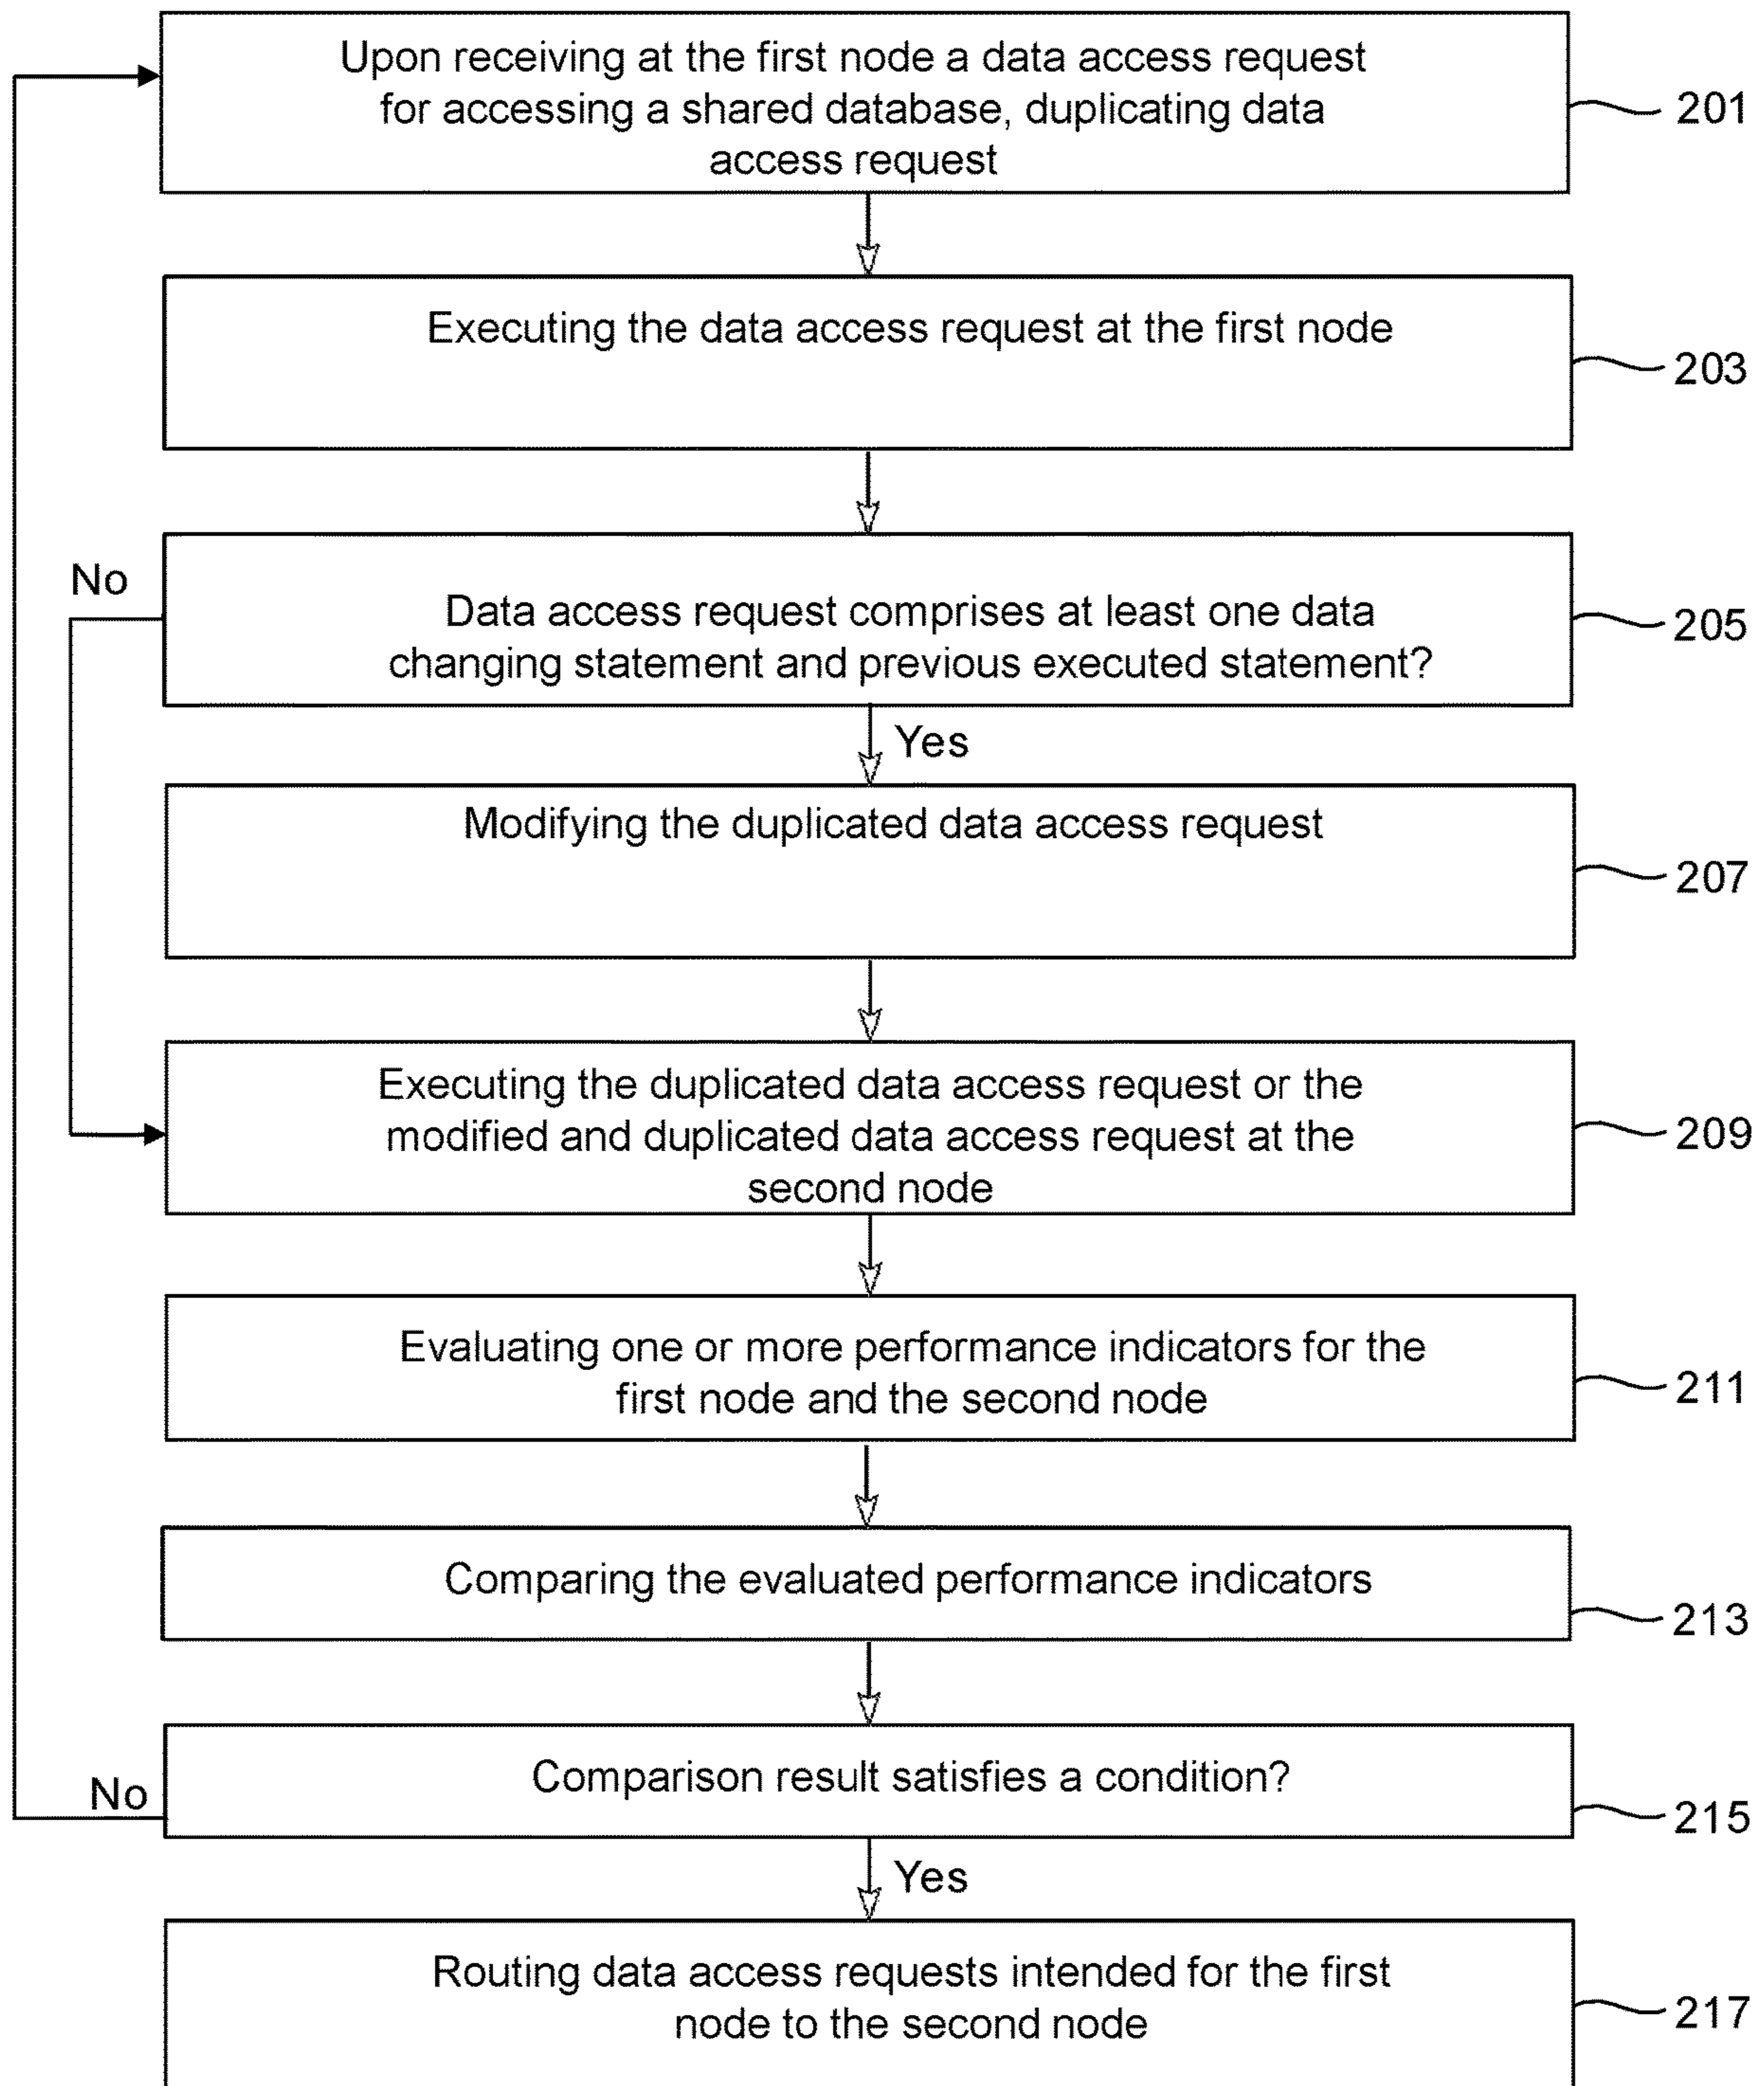 Upon receiving at the first node a data access request
for accessing a shared database, duplicating data
access request
201
Executing the data access request at the first node
203
No
Data access request comprises at least one data
changing statement and previous executed statement?
205
Yes
Modifying the duplicated data access request
207
Executing the duplicated data access request or the
modified and duplicated data access request at the
second node
209
Evaluating one or more performance indicators for the
first node and the second node
211
Comparing the evaluated performance indicators
213
Comparison result satisfies a condition?
No
215
Yes
Routing data access requests intended for the first
node to the second node
217